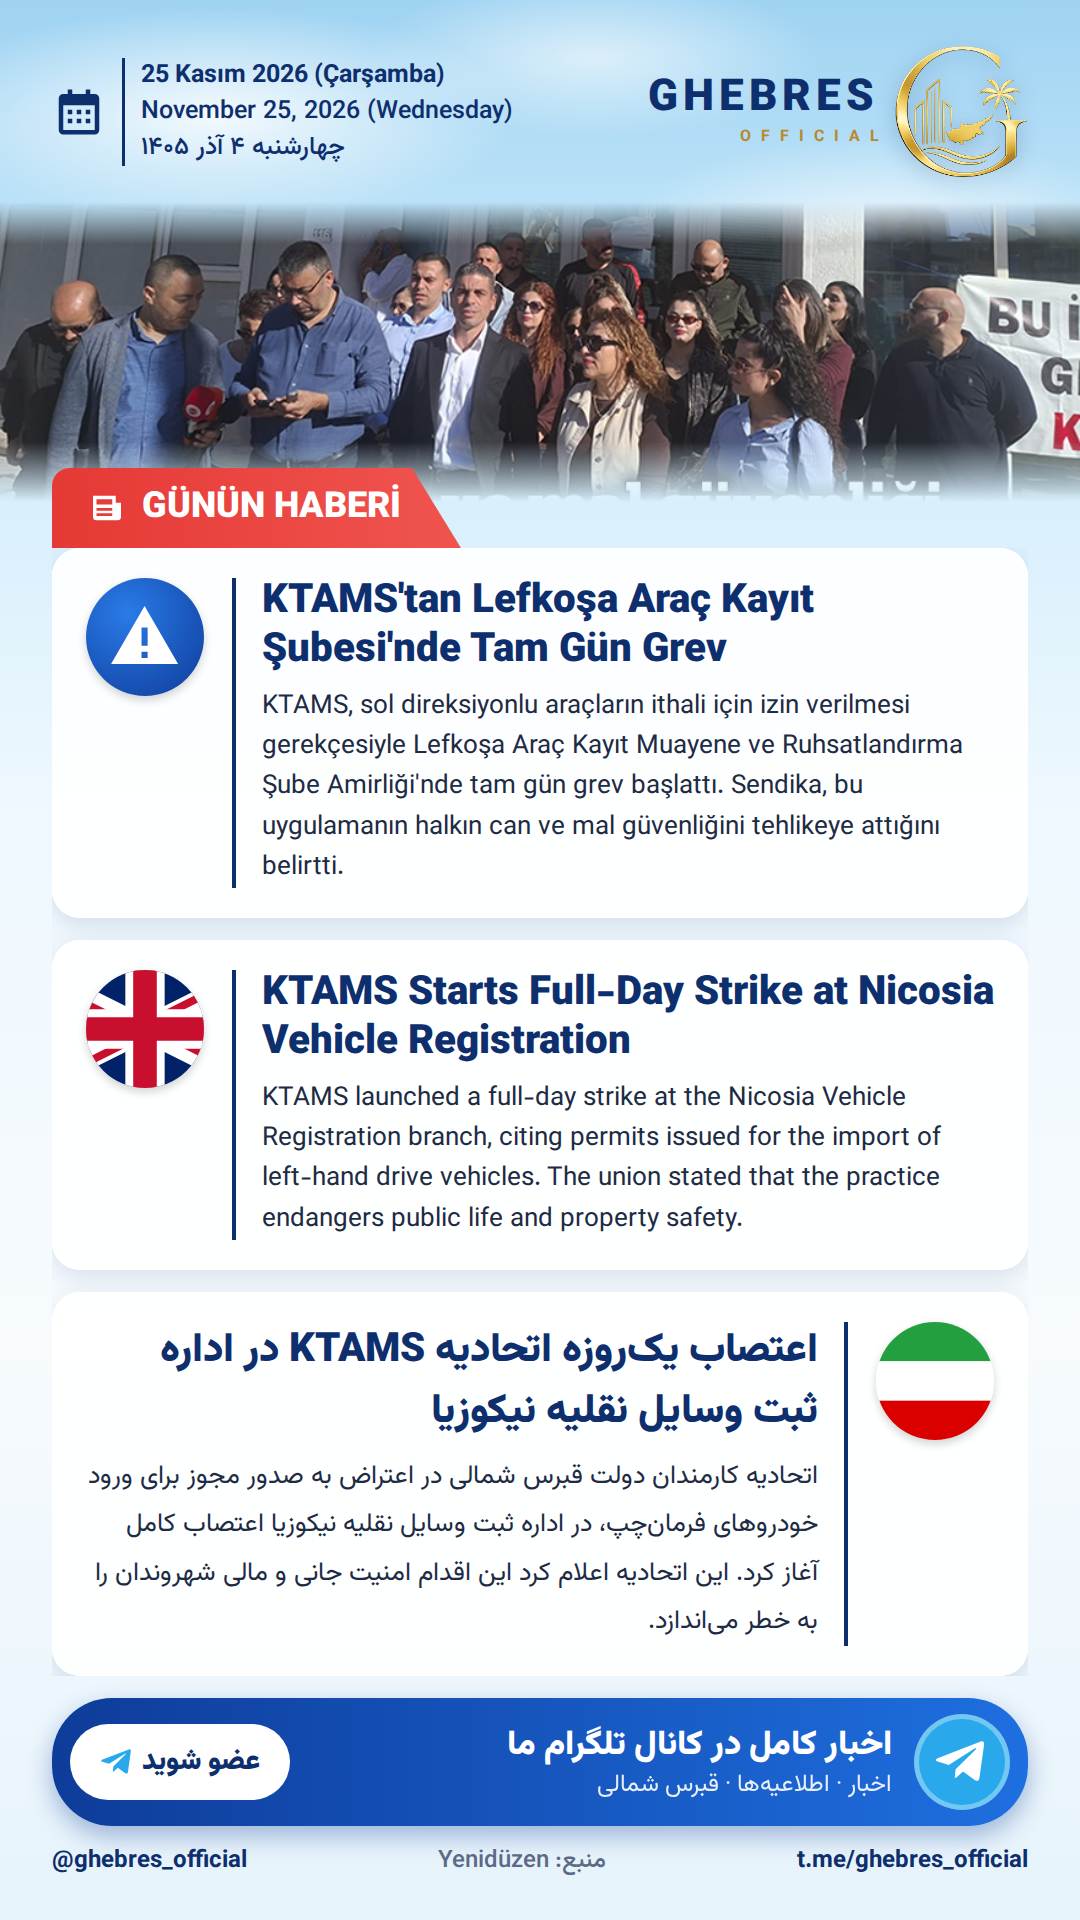 25 Kasım 2026 (Çarşamba)
November 25, 2026 (Wednesday)
چهارشنبه ۴ آذر ۱۴۰۵
GHEBRES
OFFICIAL
BU
K
GÜNÜN HABERİ
KTAMS'tan Lefkoşa Araç Kayıt
Şubesi'nde Tam Gün Grev
KTAMS, sol direksiyonlu araçların ithali için izin verilmesi
gerekçesiyle Lefkoşa Araç Kayıt Muayene ve Ruhsatlandırma
Şube Amirliği'nde tam gün grev başlattı. Sendika, bu
uygulamanın halkın can ve mal güvenliğini tehlikeye attığını
belirtti.
KTAMS Starts Full-Day Strike at Nicosia
Vehicle Registration
KTAMS launched a full-day strike at the Nicosia Vehicle
Registration branch, citing permits issued for the import of
left-hand drive vehicles. The union stated that the practice
endangers public life and property safety.
اعتصاب یک‌روزه اتحادیه KTAMS در اداره
ثبت وسایل نقلیه نیکوزیا
اتحادیه کارمندان دولت قبرس شمالی در اعتراض به صدور مجوز برای ورود
خودروهای فرمان‌چپ، در اداره ثبت وسایل نقلیه نیکوزیا اعتصاب کامل
آغاز کرد. این اتحادیه اعلام کرد این اقدام امنیت جانی و مالی شهروندان را
به خطر می‌اندازد.
اخبار کامل در کانال تلگرام ما
اخبار · اطلاعیه‌ها · قبرس شمالی
عضو شوید
@ghebres_official
منبع: Yenidüzen
t.me/ghebres_official